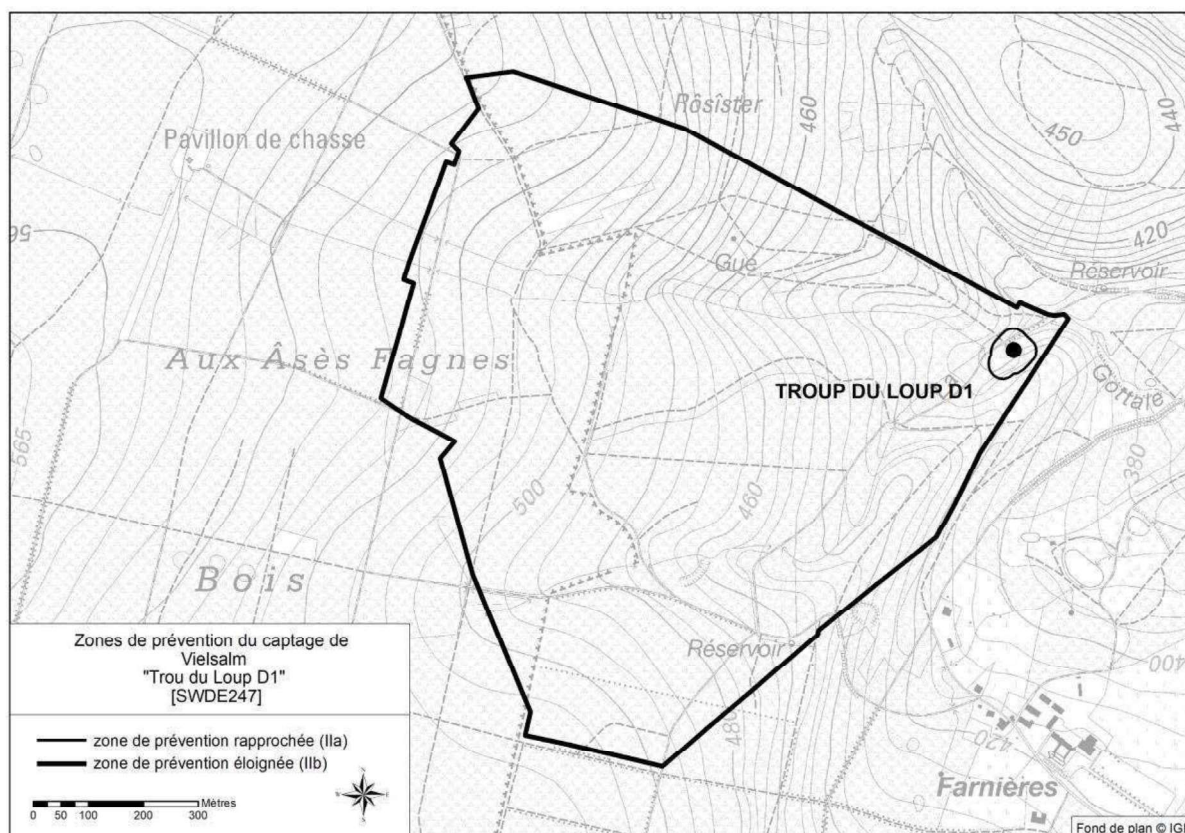 Rôsîster
460
440
450
Pavillon de chasse
420
Gué
Réservoir
Aux Âsès Fagnes
TROUP DU LOUP D1
Gottale
565
500
460
380
Bois
Réservoir
480
400
420
Farnières
Zones de prévention du captage de
Vielsalm
"Trou du Loup D1"
[SWDE247]
zone de prévention rapprochée (IIa)
zone de prévention éloignée (IIb)
Mètres
0 50 100 200 300
Fond de plan © IGN